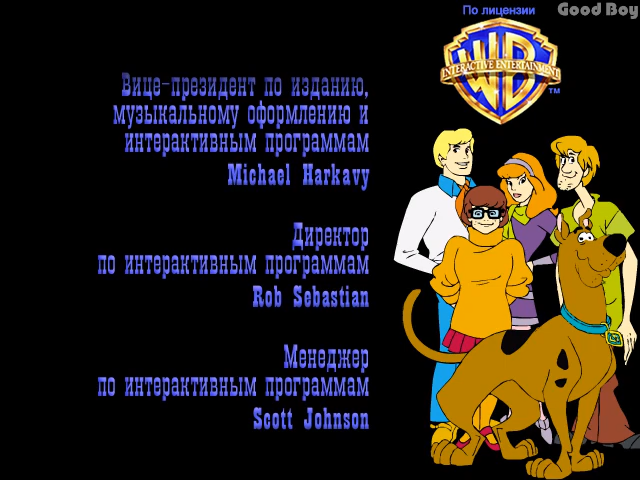 По лицензии
Good Boy
WB
INTERACTIVE ENTERTAINMENT
TM
Вице-президент по изданию,
музыкальному оформлению и
интерактивным программам
Michael Harkavy
Директор
по интерактивным программам
Rob Sebastian
Менеджер
по интерактивным программам
Scott Johnson